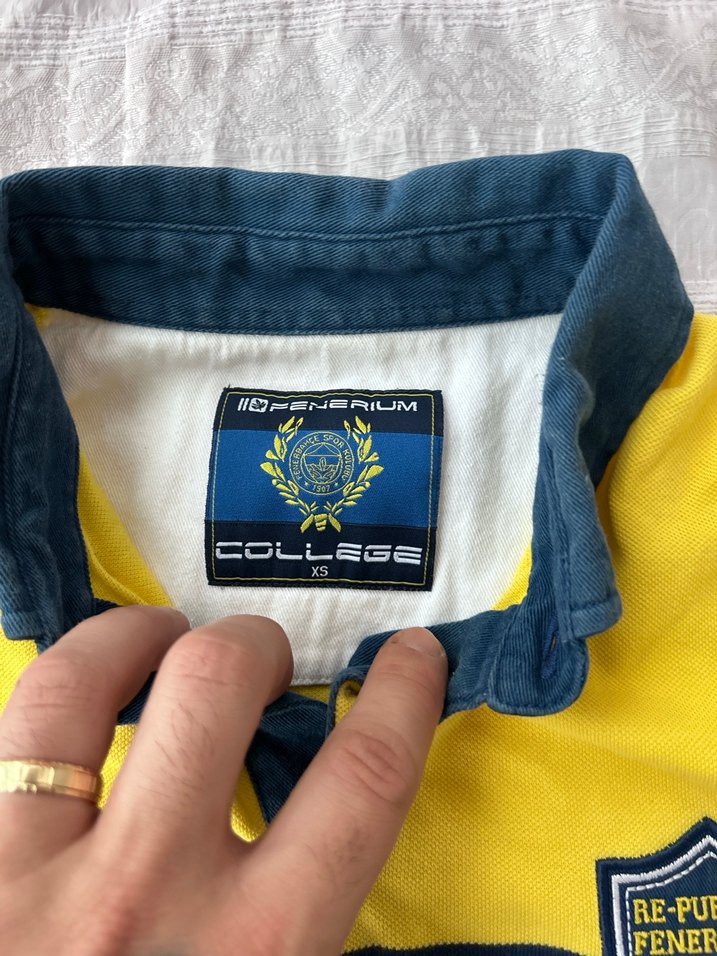 FENERIUM
FENERBAHÇE SPOR KULÜBÜ
★ 1907 ★
COLLEGE
XS
RE-PUB
FENER